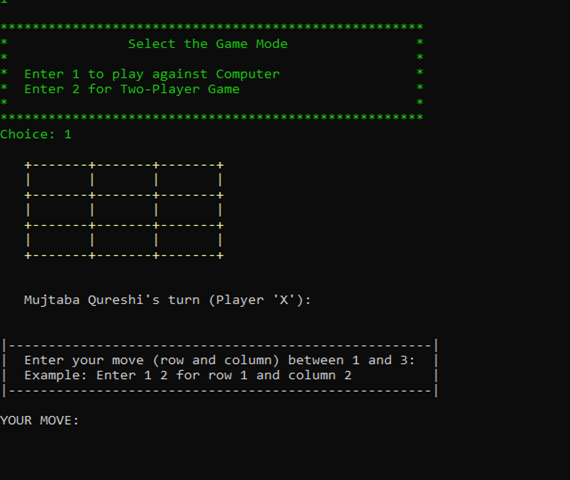 1
****************************************************
*               Select the Game Mode                *
*                                                   *
*  Enter 1 to play against Computer                 *
*  Enter 2 for Two-Player Game                      *
*                                                   *
****************************************************
Choice: 1
+-------+-------+-------+
|       |       |       |
+-------+-------+-------+
|       |       |       |
+-------+-------+-------+
|       |       |       |
+-------+-------+-------+
Mujtaba Qureshi's turn (Player 'X'):
|-----------------------------------------------------|
|  Enter your move (row and column) between 1 and 3:  |
|  Example: Enter 1 2 for row 1 and column 2          |
|-----------------------------------------------------|
YOUR MOVE: